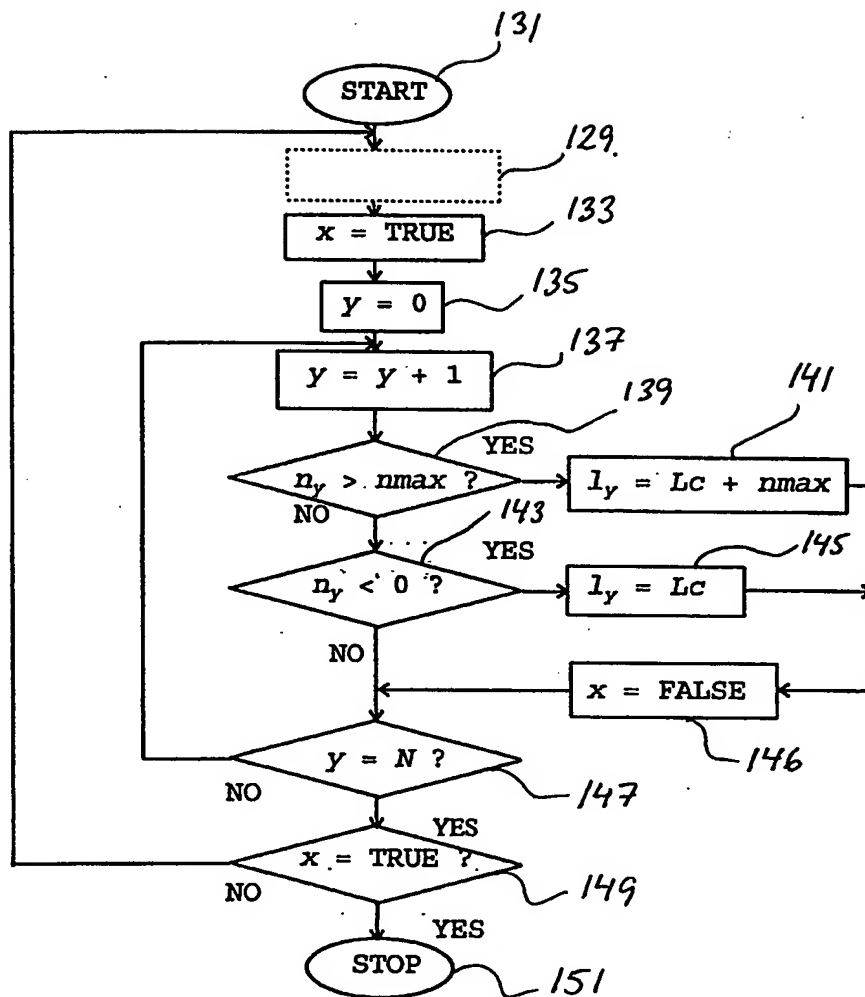 131
START
129.
133
x = TRUE
135
y = 0
137
y = y + 1
139
141
YES
n_y > nmax ?
l_y = Lc + nmax
NO
143
YES
145
n_y < 0 ?
l_y = Lc
NO
x = FALSE
146
y = N ?
NO
147
YES
x = TRUE ?
NO
149
YES
STOP
151